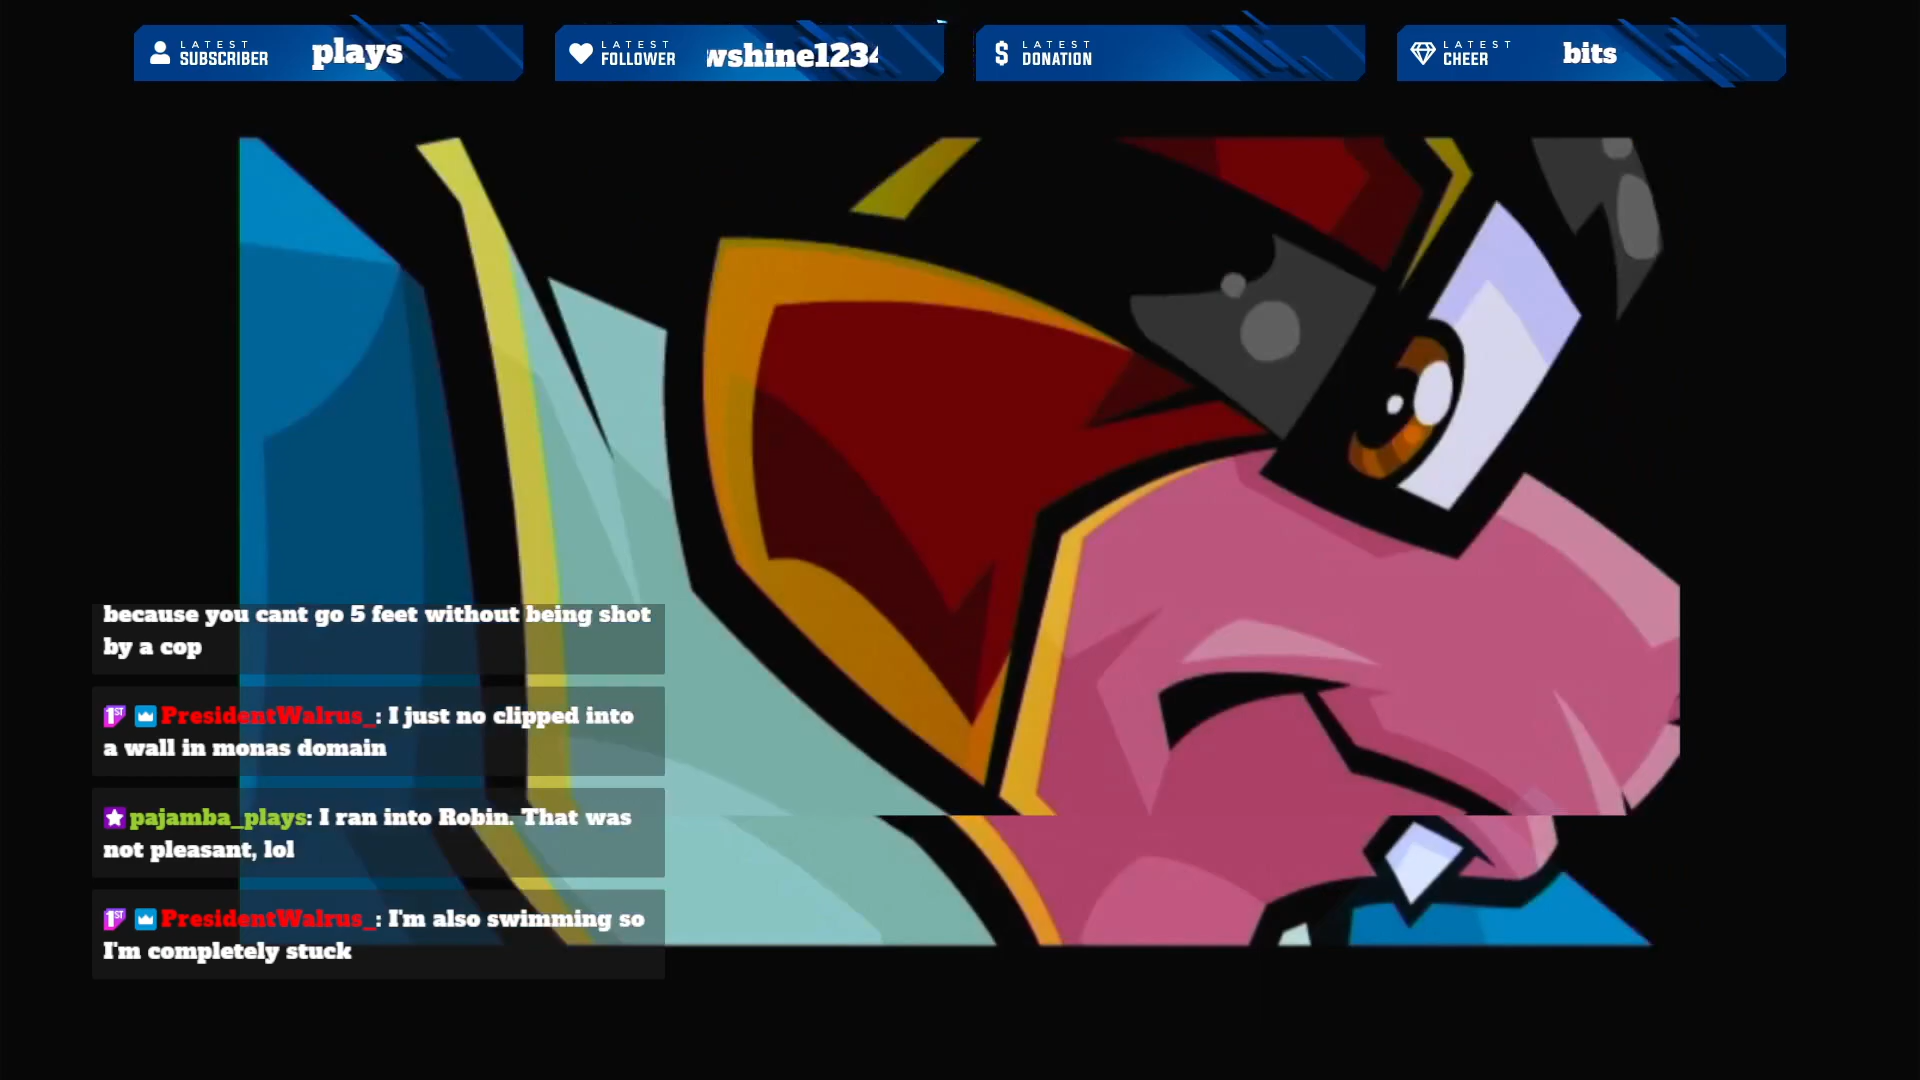 LATEST
SUBSCRIBER
plays
LATEST
FOLLOWER
wshine1234
LATEST
DONATION
LATEST
CHEER
bits
because you cant go 5 feet without being shot
by a cop
1ST PresidentWalrus_: I just no clipped into
a wall in monas domain
pajamba_plays: I ran into Robin. That was
not pleasant, lol
1ST PresidentWalrus_: I'm also swimming so
I'm completely stuck